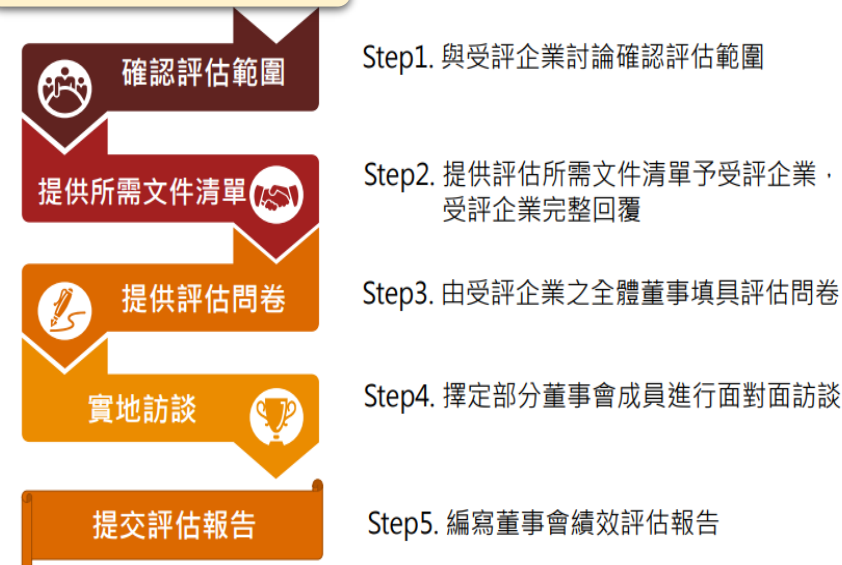 確認評估範圍
Step1. 與受評企業討論確認評估範圍
提供所需文件清單
Step2. 提供評估所需文件清單予受評企業，
受評企業完整回覆
提供評估問卷
Step3. 由受評企業之全體董事填具評估問卷
實地訪談
Step4. 擇定部分董事會成員進行面對面訪談
提交評估報告
Step5. 編寫董事會績效評估報告